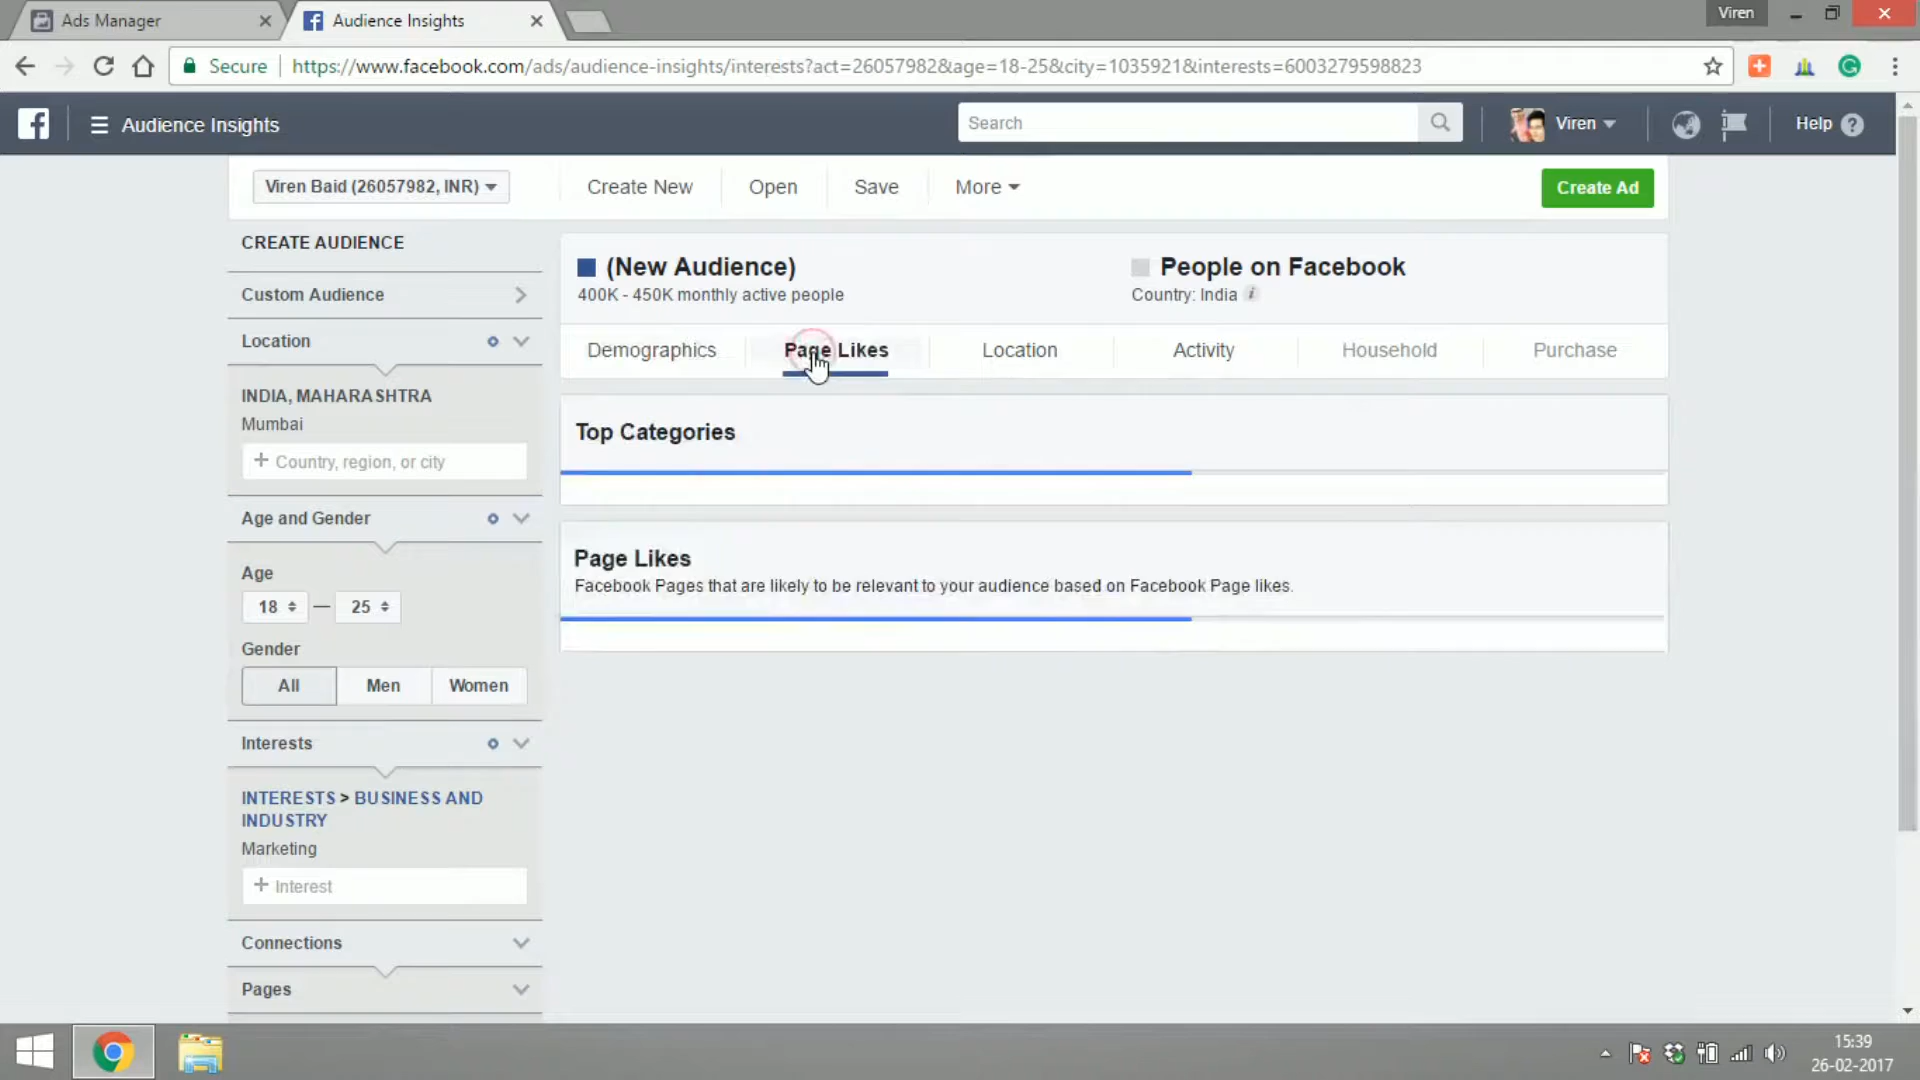 Ads Manager
Audience Insights
Viren
Secure
https://www.facebook.com/ads/audience-insights/interests?act=26057982&age=18-25&city=1035921&interests=6003279598823
Audience Insights
Search
Viren
Help ?
Viren Baid (26057982, INR)
Create New
Open
Save
More
Create Ad
CREATE AUDIENCE
Custom Audience
Location
INDIA, MAHARASHTRA
Mumbai
+ Country, region, or city
Age and Gender
Age
18 — 25
Gender
All
Men
Women
Interests
INTERESTS > BUSINESS AND
INDUSTRY
Marketing
+ Interest
Connections
Pages
(New Audience)
400K - 450K monthly active people
People on Facebook
Country: India i
Demographics
Page Likes
Location
Activity
Household
Purchase
Top Categories
Page Likes
Facebook Pages that are likely to be relevant to your audience based on Facebook Page likes.
15:39
26-02-2017